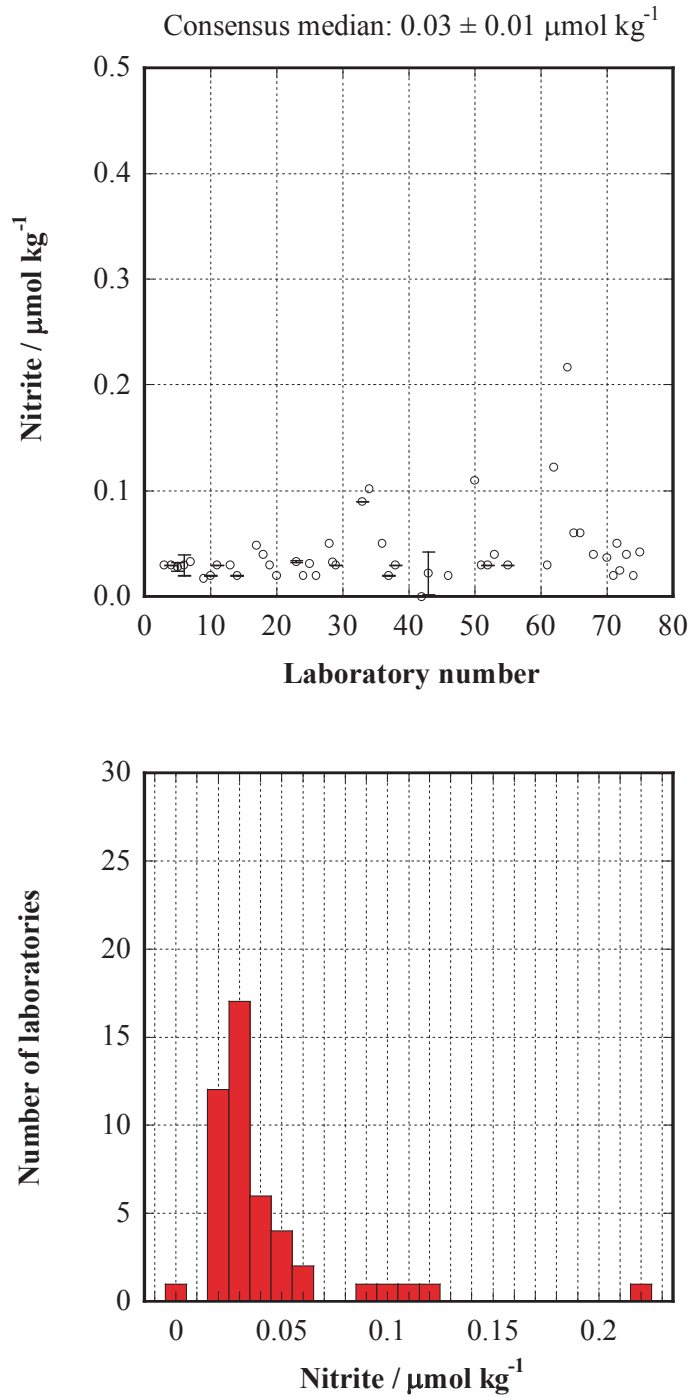 Consensus median: 0.03 ± 0.01 μmol kg⁻¹
0.5
0.4
0.3
0.2
0.1
0.0
Nitrite / μmol kg⁻¹
0 10 20 30 40 50 60 70 80
Laboratory number
30
25
20
15
10
5
0
Number of laboratories
0 0.05 0.1 0.15 0.2
Nitrite / μmol kg⁻¹